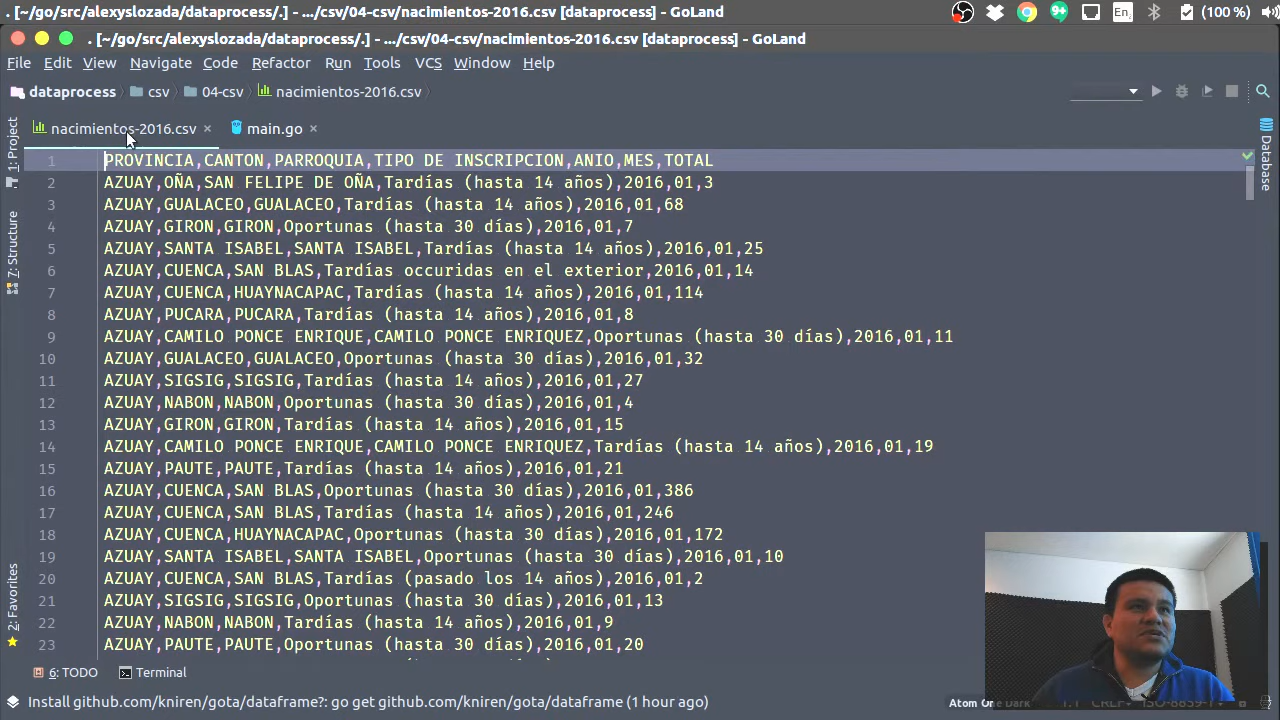 . [~/go/src/alexyslozada/dataprocess/.] - .../csv/04-csv/nacimientos-2016.csv [dataprocess] - GoLand
9+ En (100 %)
. [~/go/src/alexyslozada/dataprocess/.] - .../csv/04-csv/nacimientos-2016.csv [dataprocess] - GoLand
File Edit View Navigate Code Refactor Run Tools VCS Window Help
dataprocess csv 04-csv nacimientos-2016.csv
nacimientos-2016.csv × main.go ×
1: Project
7: Structure
2: Favorites
Database
1 PROVINCIA,CANTON,PARROQUIA,TIPO DE INSCRIPCION,ANIO,MES,TOTAL
2 AZUAY,OÑA,SAN FELIPE DE OÑA,Tardías (hasta 14 años),2016,01,3
3 AZUAY,GUALACEO,GUALACEO,Tardías (hasta 14 años),2016,01,68
4 AZUAY,GIRON,GIRON,Oportunas (hasta 30 días),2016,01,7
5 AZUAY,SANTA ISABEL,SANTA ISABEL,Tardías (hasta 14 años),2016,01,25
6 AZUAY,CUENCA,SAN BLAS,Tardías occuridas en el exterior,2016,01,14
7 AZUAY,CUENCA,HUAYNACAPAC,Tardías (hasta 14 años),2016,01,114
8 AZUAY,PUCARA,PUCARA,Tardías (hasta 14 años),2016,01,8
9 AZUAY,CAMILO PONCE ENRIQUE,CAMILO PONCE ENRIQUEZ,Oportunas (hasta 30 días),2016,01,11
10 AZUAY,GUALACEO,GUALACEO,Oportunas (hasta 30 días),2016,01,32
11 AZUAY,SIGSIG,SIGSIG,Tardías (hasta 14 años),2016,01,27
12 AZUAY,NABON,NABON,Oportunas (hasta 30 días),2016,01,4
13 AZUAY,GIRON,GIRON,Tardías (hasta 14 años),2016,01,15
14 AZUAY,CAMILO PONCE ENRIQUE,CAMILO PONCE ENRIQUEZ,Tardías (hasta 14 años),2016,01,19
15 AZUAY,PAUTE,PAUTE,Tardías (hasta 14 años),2016,01,21
16 AZUAY,CUENCA,SAN BLAS,Oportunas (hasta 30 días),2016,01,386
17 AZUAY,CUENCA,SAN BLAS,Tardías (hasta 14 años),2016,01,246
18 AZUAY,CUENCA,HUAYNACAPAC,Oportunas (hasta 30 días),2016,01,172
19 AZUAY,SANTA ISABEL,SANTA ISABEL,Oportunas (hasta 30 días),2016,01,10
20 AZUAY,CUENCA,SAN BLAS,Tardías (pasado los 14 años),2016,01,2
21 AZUAY,SIGSIG,SIGSIG,Oportunas (hasta 30 días),2016,01,13
22 AZUAY,NABON,NABON,Tardías (hasta 14 años),2016,01,9
23 AZUAY,PAUTE,PAUTE,Oportunas (hasta 30 días),2016,01,20
6: TODO Terminal
Install github.com/kniren/gota/dataframe?: go get github.com/kniren/gota/dataframe (1 hour ago)
Atom One Dark 1:1 CRLF ISO-8859-1